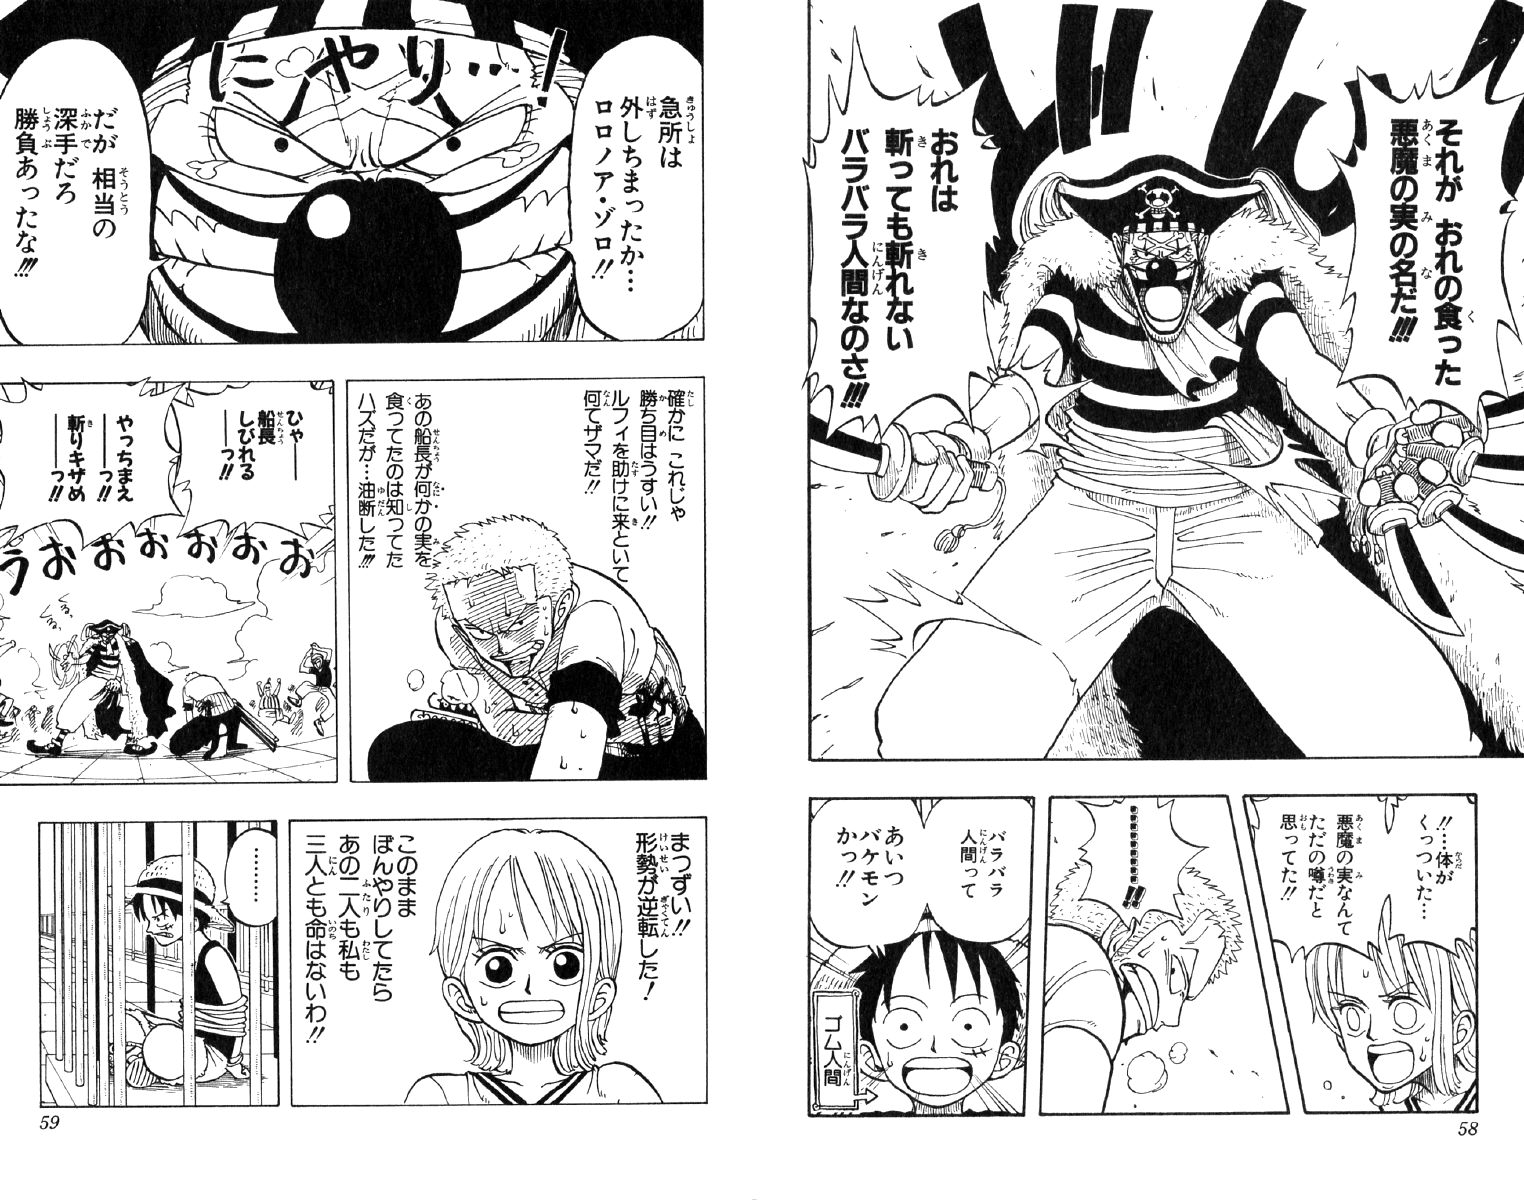 それが おれの食った
悪魔の実の名だ!!!
おれは
斬っても斬れない
バラバラ人間なのさ!!!
!!…体が
くっついた…
悪魔の実なんて
ただの噂だと
思ってた!!
…………!!
バラバラ
人間って
あいつ
バケモン
かっ!!
ゴム人間
58
急所は
外しちまったか…
ロロノア・ゾロ!!
にやり…!
だが 相当の
深手だろ
勝負あったな!!!
確かに これじゃ
勝ち目はうすい!!
ルフィを助けに来といて
何てザマだ!!
あの船長が何かの実を
食ってたのは知ってた
ハズだが…油断した!!!
ひゃーー
船長
しびれる
ーーっ!!
やっちまえ
ーーっ!!
斬りキザめ
ーーっ!!
うおおおおおお
まっずい!!
形勢が逆転した!
このまま
ぼんやりしてたら
あの二人も私も
三人とも命はないわ!!
………
59